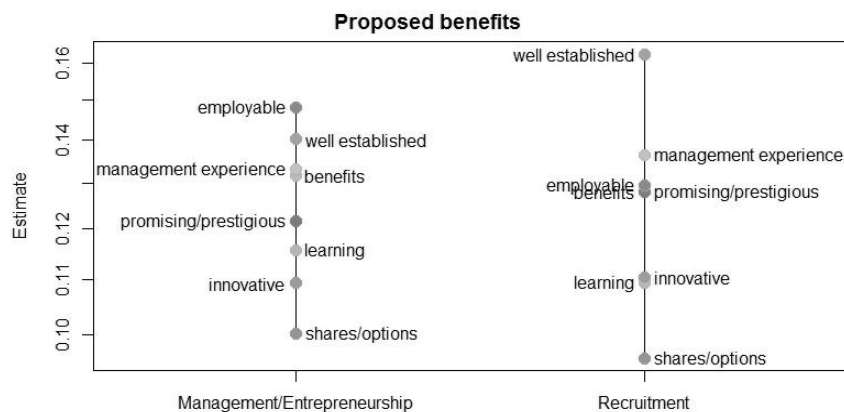 Proposed benefits
Estimate
0.16
0.14
0.12
0.11
0.10
employable
well established
management experience
benefits
promising/prestigious
learning
innovative
shares/options
well established
management experience
employable
benefits
promising/prestigious
innovative
learning
shares/options
Management/Entrepreneurship
Recruitment